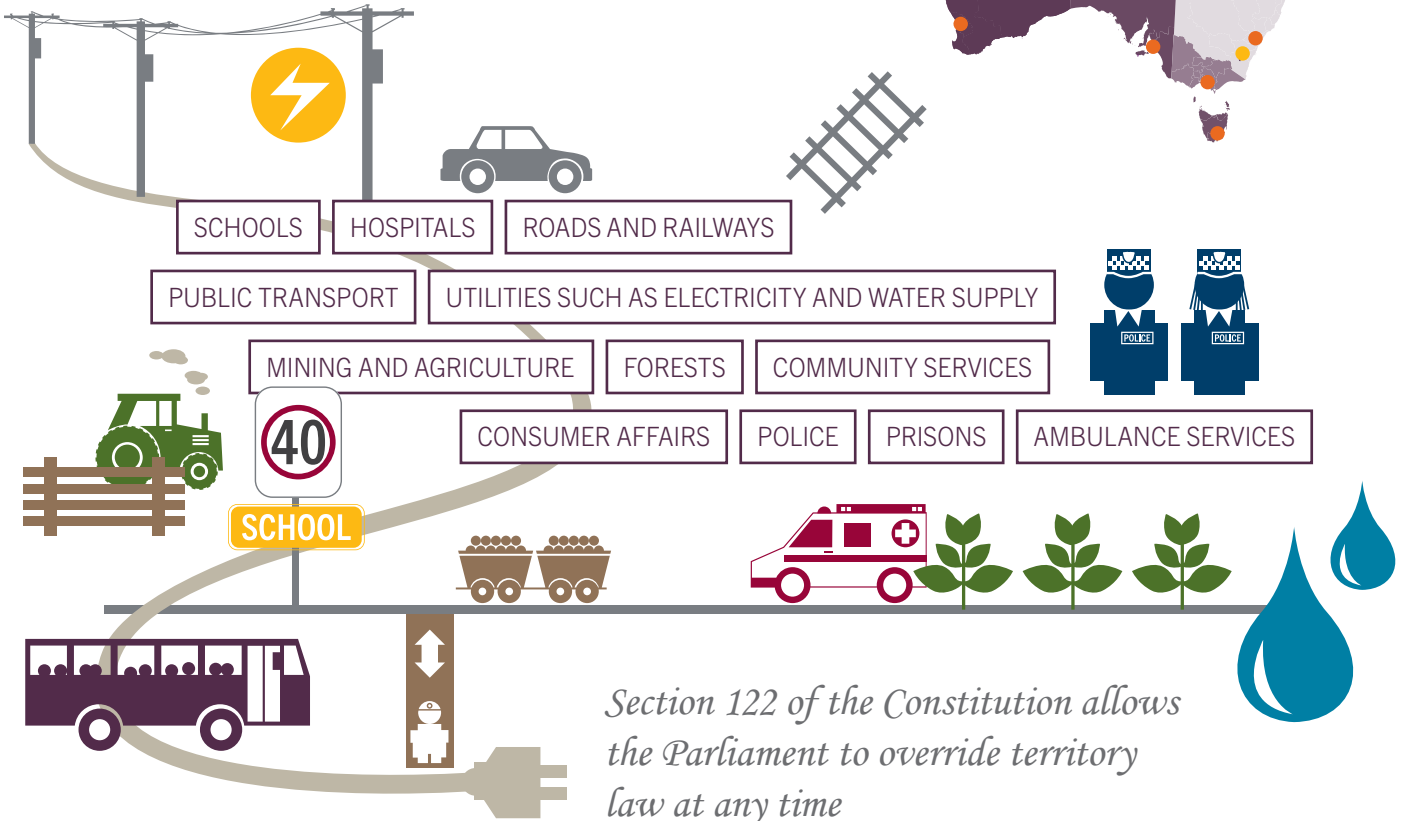 SCHOOLS HOSPITALS ROADS AND RAILWAYS
PUBLIC TRANSPORT UTILITIES SUCH AS ELECTRICITY AND WATER SUPPLY
POLICE POLICE
MINING AND AGRICULTURE FORESTS COMMUNITY SERVICES
40
CONSUMER AFFAIRS POLICE PRISONS AMBULANCE SERVICES
SCHOOL
Section 122 of the Constitution allows
the Parliament to override territory
law at any time